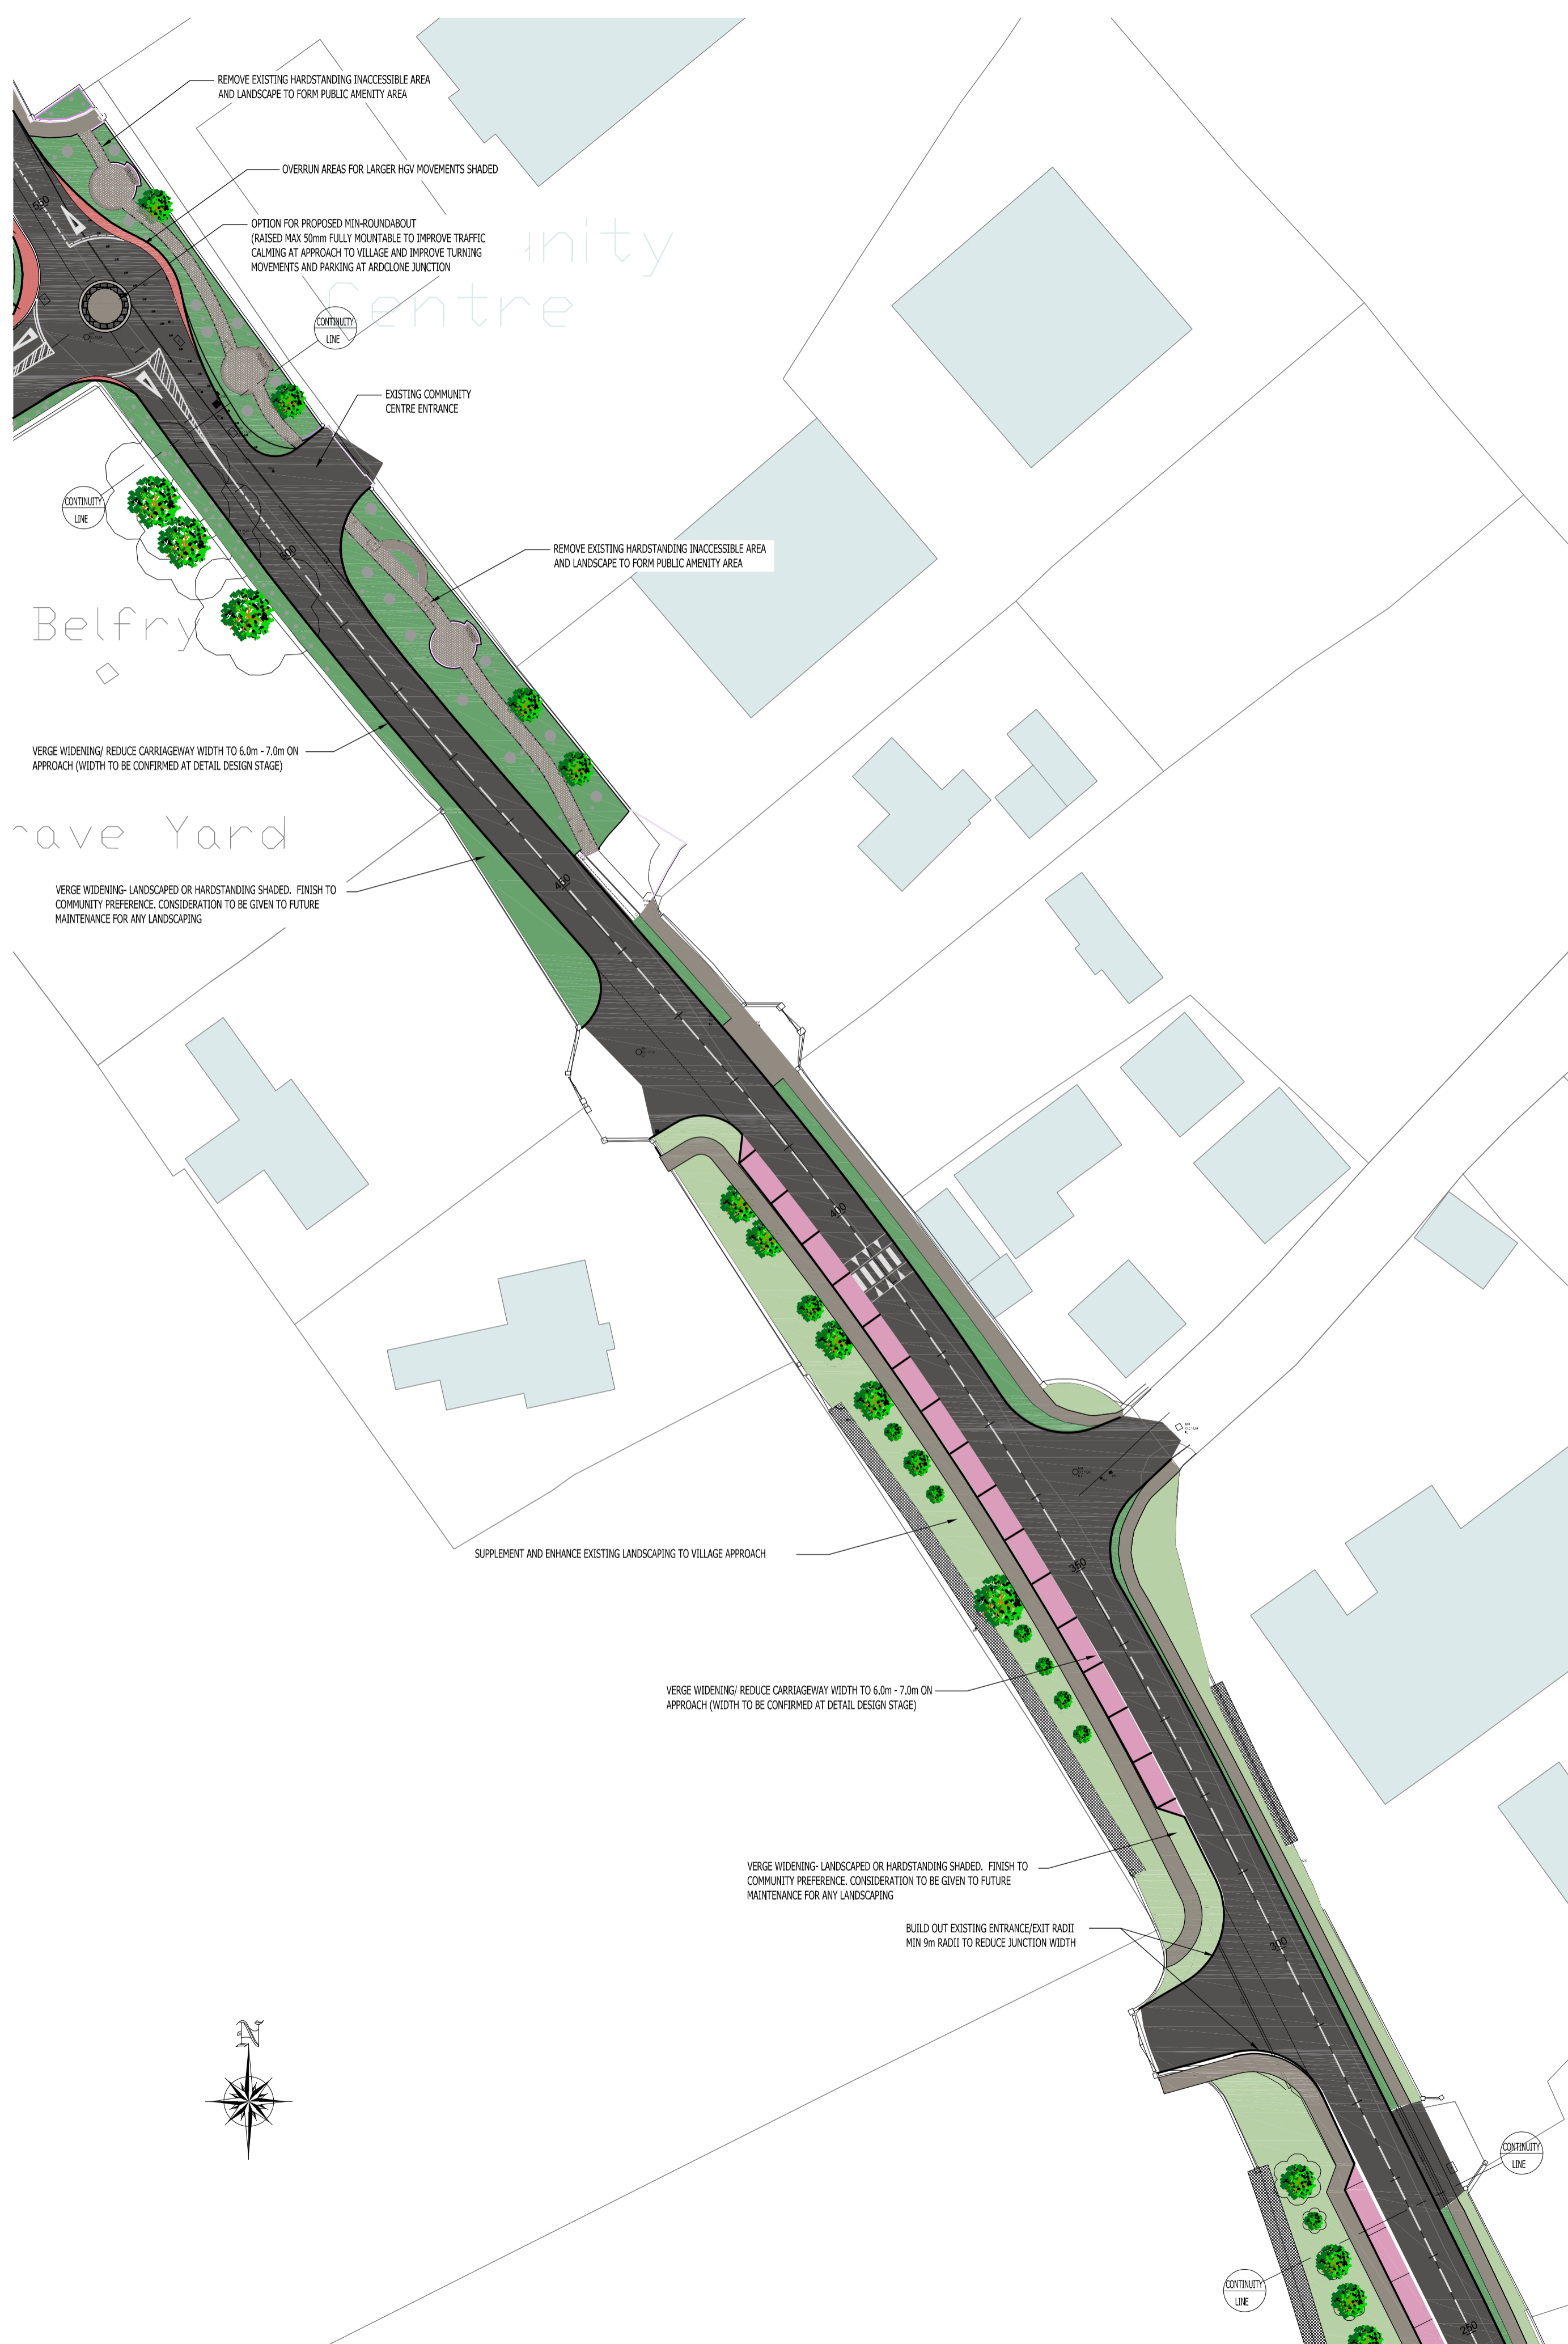 REMOVE EXISTING HARDSTANDING INACCESSIBLE AREA
AND LANDSCAPE TO FORM PUBLIC AMENITY AREA
OVERRUN AREAS FOR LARGER HGV MOVEMENTS SHADED
550
OPTION FOR PROPOSED MIN-ROUNDABOUT
(RAISED MAX 50mm FULLY MOUNTABLE TO IMPROVE TRAFFIC
CALMING AT APPROACH TO VILLAGE AND IMPROVE TURNING
MOVEMENTS AND PARKING AT ARDCLONE JUNCTION
unity
Centre
CONTINUITY
LINE
EXISTING COMMUNITY
CENTRE ENTRANCE
CONTINUITY
LINE
500
REMOVE EXISTING HARDSTANDING INACCESSIBLE AREA
AND LANDSCAPE TO FORM PUBLIC AMENITY AREA
Belfry
VERGE WIDENING/ REDUCE CARRIAGEWAY WIDTH TO 6.0m - 7.0m ON
APPROACH (WIDTH TO BE CONFIRMED AT DETAIL DESIGN STAGE)
rave Yard
450
VERGE WIDENING- LANDSCAPED OR HARDSTANDING SHADED. FINISH TO
COMMUNITY PREFERENCE. CONSIDERATION TO BE GIVEN TO FUTURE
MAINTENANCE FOR ANY LANDSCAPING
400
SUPPLEMENT AND ENHANCE EXISTING LANDSCAPING TO VILLAGE APPROACH
350
VERGE WIDENING/ REDUCE CARRIAGEWAY WIDTH TO 6.0m - 7.0m ON
APPROACH (WIDTH TO BE CONFIRMED AT DETAIL DESIGN STAGE)
VERGE WIDENING- LANDSCAPED OR HARDSTANDING SHADED. FINISH TO
COMMUNITY PREFERENCE. CONSIDERATION TO BE GIVEN TO FUTURE
MAINTENANCE FOR ANY LANDSCAPING
BUILD OUT EXISTING ENTRANCE/EXIT RADII
MIN 9m RADII TO REDUCE JUNCTION WIDTH
300
N
CONTINUITY
LINE
CONTINUITY
LINE
250